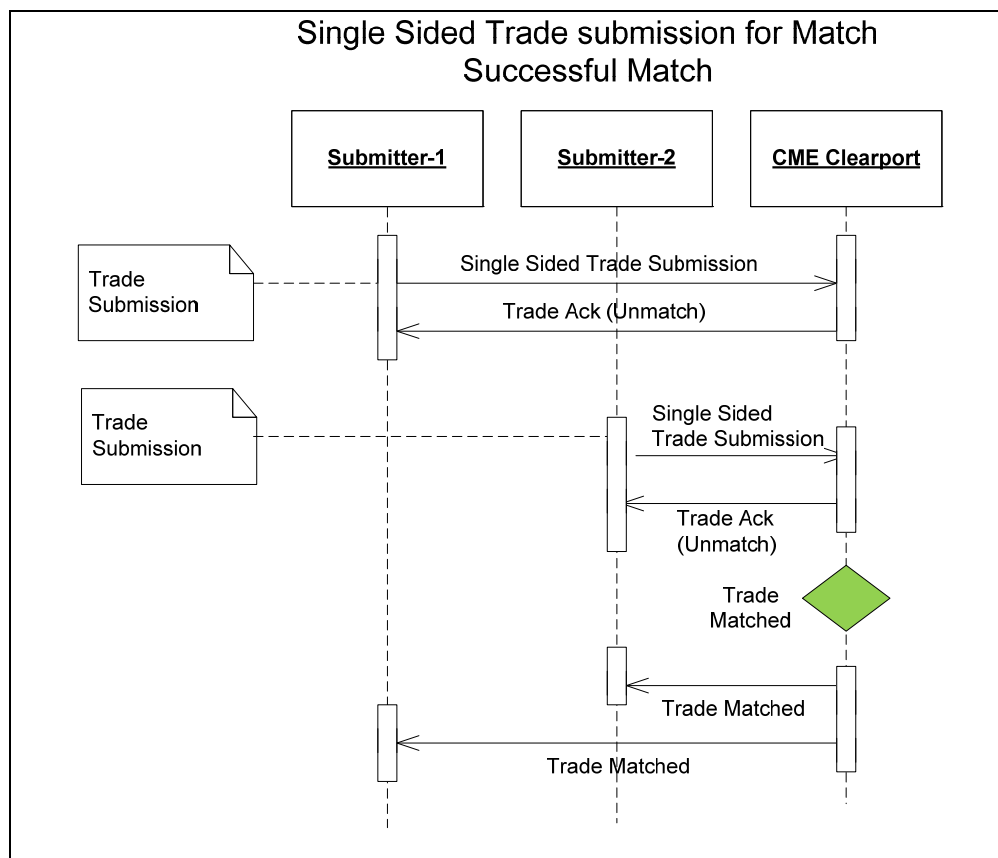 Single Sided Trade submission for Match
Successful Match
Submitter-1
Submitter-2
CME Clearport
Trade
Submission
Single Sided Trade Submission
Trade Ack (Unmatch)
Trade
Submission
Single Sided
Trade Submission
Trade Ack
(Unmatch)
Trade
Matched
Trade Matched
Trade Matched